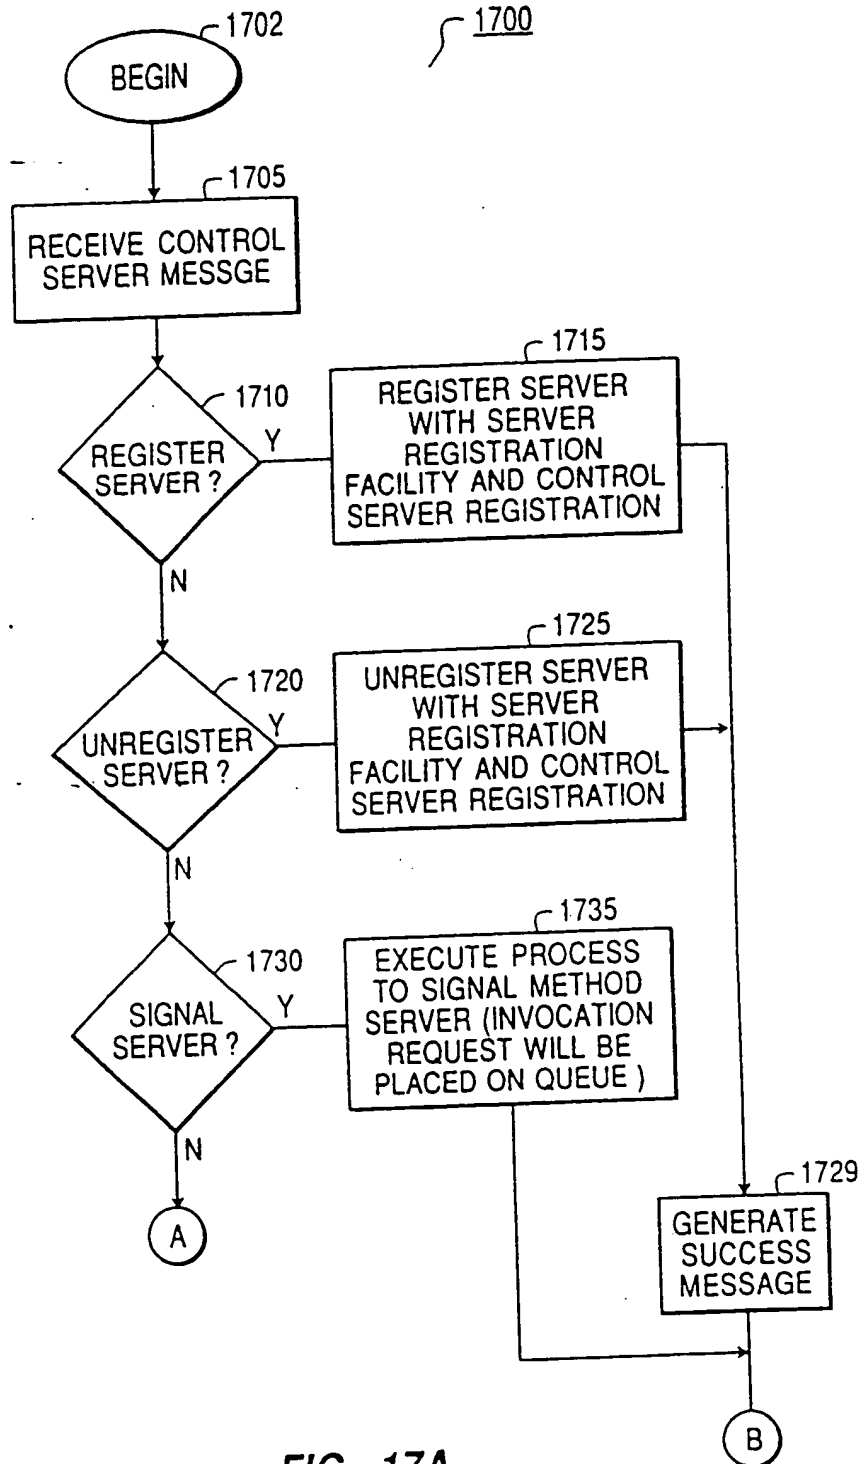 1702
1700
BEGIN
1705
RECEIVE CONTROL
SERVER MESSGE
1710
REGISTER
SERVER ?
Y
N
1715
REGISTER SERVER
WITH SERVER
REGISTRATION
FACILITY AND CONTROL
SERVER REGISTRATION
1720
UNREGISTER
SERVER ?
Y
N
1725
UNREGISTER SERVER
WITH SERVER
REGISTRATION
FACILITY AND CONTROL
SERVER REGISTRATION
1730
SIGNAL
SERVER ?
Y
N
1735
EXECUTE PROCESS
TO SIGNAL METHOD
SERVER (INVOCATION
REQUEST WILL BE
PLACED ON QUEUE )
A
1729
GENERATE
SUCCESS
MESSAGE
B
FIG. 17A